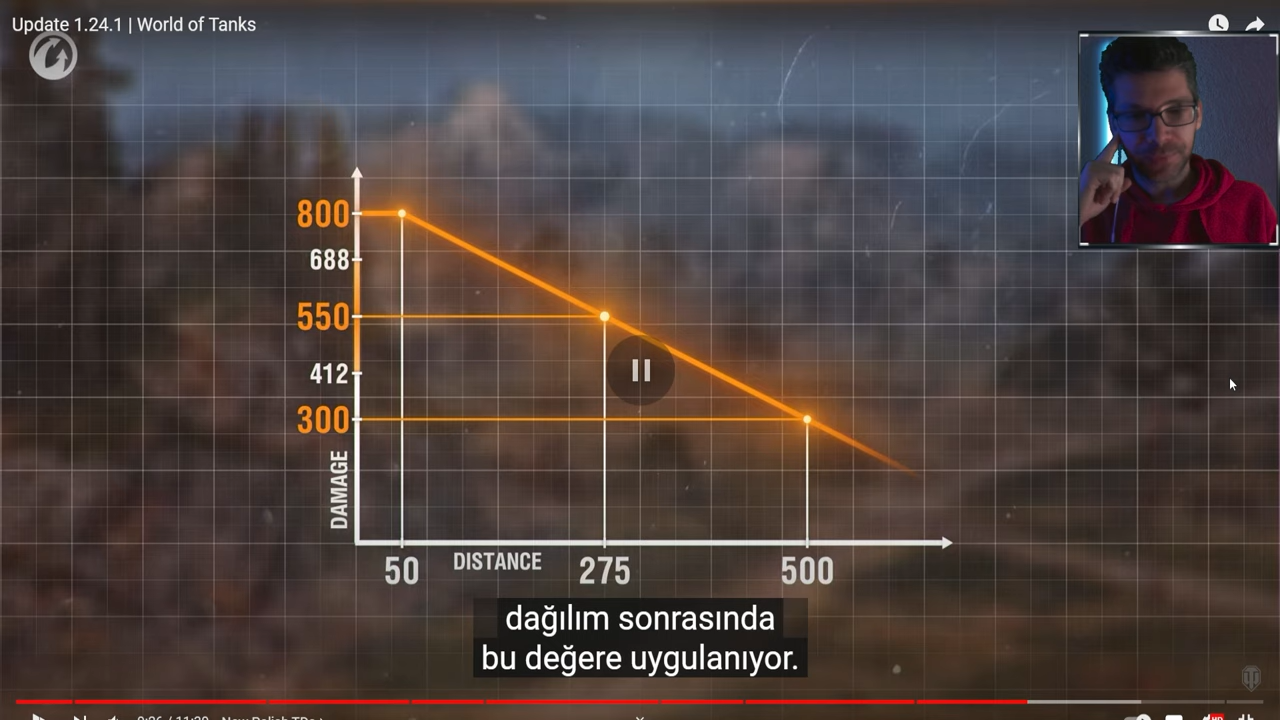 Update 1.24.1 | World of Tanks
800
688
550
412
300
DAMAGE
50
DISTANCE
275
500
dağılım sonrasında
bu değere uygulanıyor.